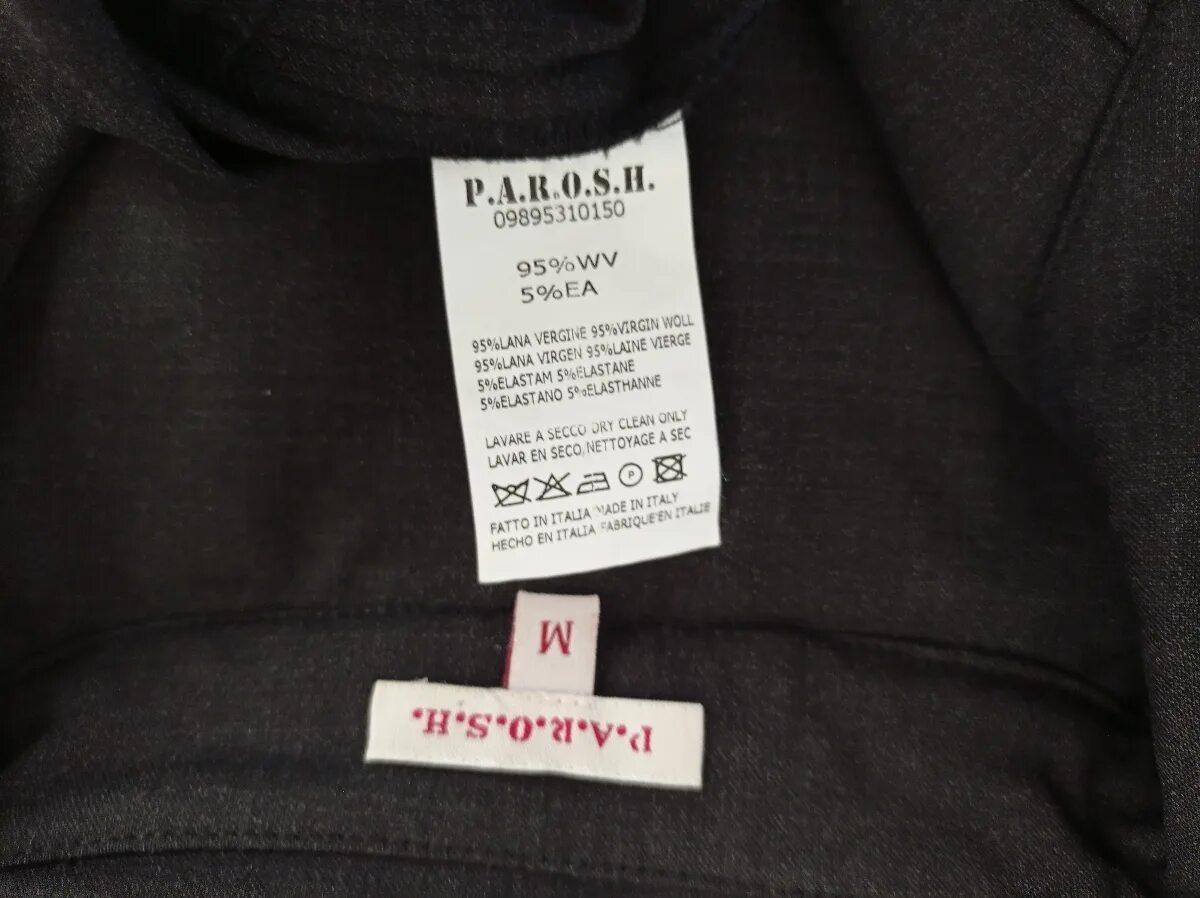 P.A.R.O.S.H.
09895310150
95%WV
5%EA
95%LANA VERGINE 95%VIRGIN WOLL
95%LANA VIRGEN 95%LAINE VIERGE
5%ELASTAM 5%ELASTANE
5%ELASTANO 5%ELASTHANNE
LAVARE A SECCO DRY CLEAN ONLY
LAVAR EN SECO,NETTOYAGE A SEC
P
FATTO IN ITALIA MADE IN ITALY
HECHO EN ITALIA FABRIQUE'EN ITALIE
M
P.A.R.O.S.H.